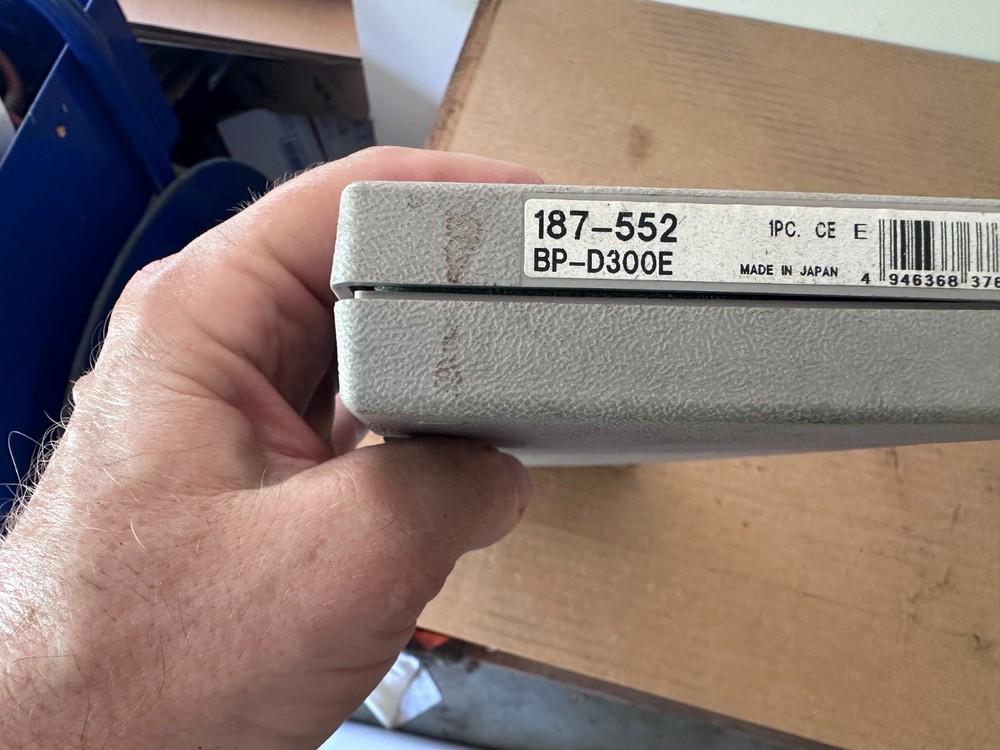 187-552
BP-D300E
1PC. CE E
MADE IN JAPAN
4 946368 376